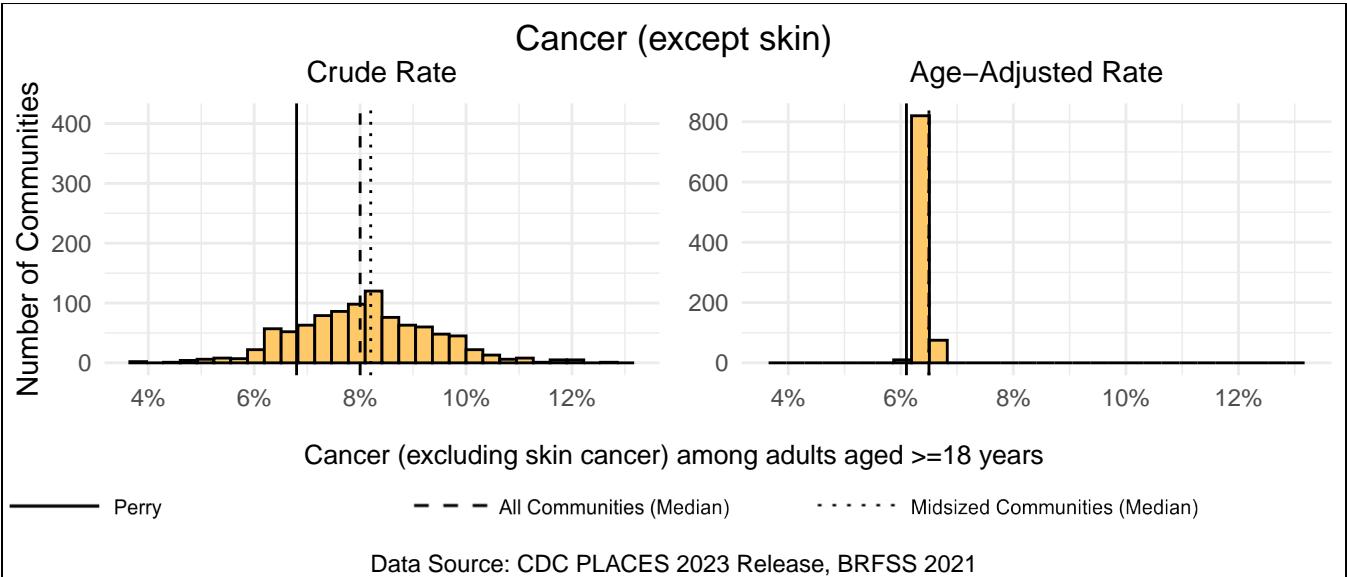 Cancer (except skin)
Crude Rate
Age−Adjusted Rate
Number of Communities
400
300
200
100
0
4%
6%
8%
10%
12%
800
600
400
200
0
4%
6%
8%
10%
12%
Cancer (excluding skin cancer) among adults aged >=18 years
Perry
All Communities (Median)
Midsized Communities (Median)
Data Source: CDC PLACES 2023 Release, BRFSS 2021